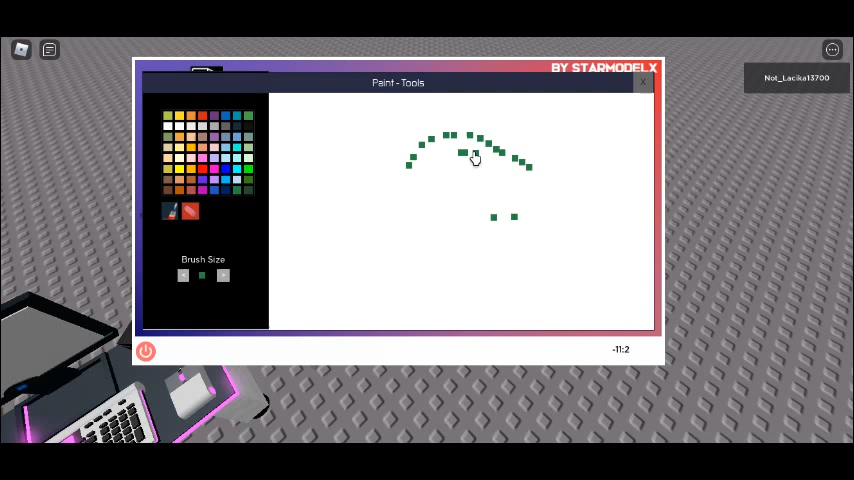 BY STARMODELX
Paint - Tools
X
Not_Lacika13700
Brush Size
<
>
-11:2